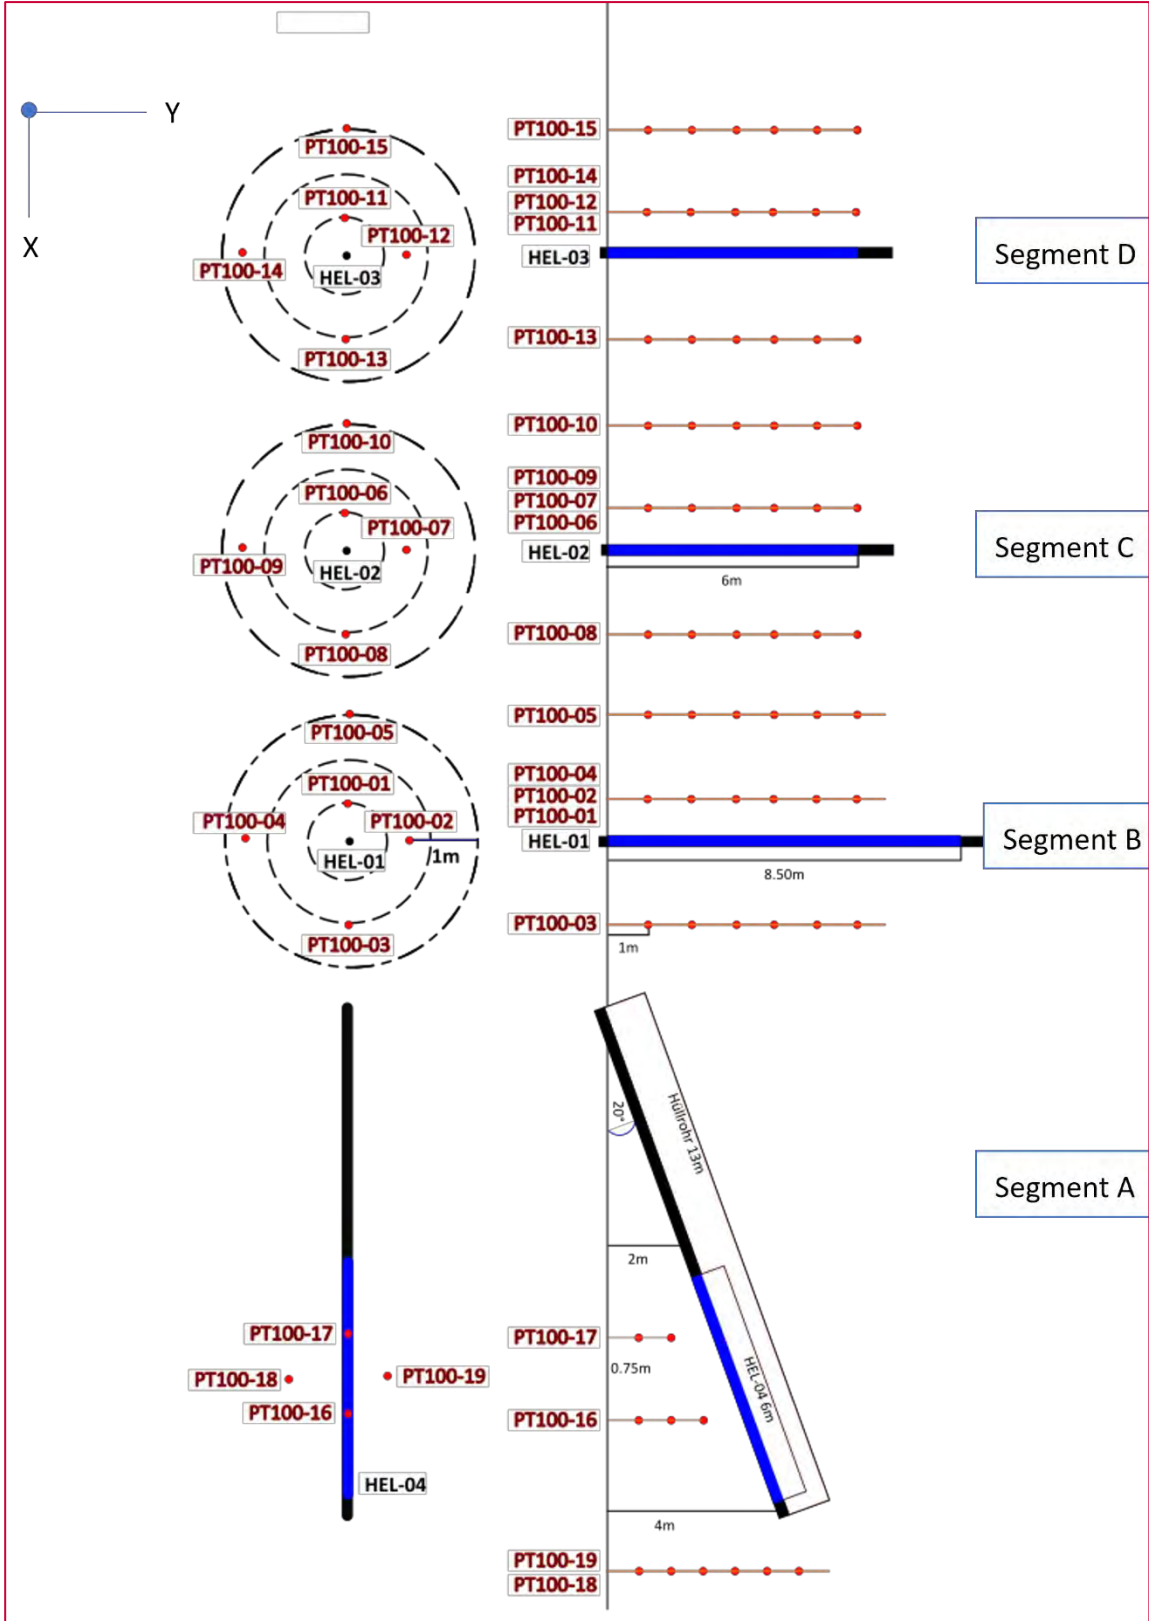 Y
X
PT100-15
PT100-11
PT100-12
PT100-14
HEL-03
PT100-13
PT100-10
PT100-06
PT100-07
PT100-09
HEL-02
PT100-08
PT100-05
PT100-01
PT100-04
PT100-02
HEL-01
1m
PT100-03
PT100-17
PT100-18
PT100-19
PT100-16
HEL-04
PT100-15
PT100-14
PT100-12
PT100-11
HEL-03
PT100-13
PT100-10
PT100-09
PT100-07
PT100-06
HEL-02
6m
PT100-08
PT100-05
PT100-04
PT100-02
PT100-01
HEL-01
8.50m
PT100-03
1m
20°
Hüllrohr 13m
2m
PT100-17
0.75m
HEL-04 6m
PT100-16
4m
PT100-19
PT100-18
Segment D
Segment C
Segment B
Segment A